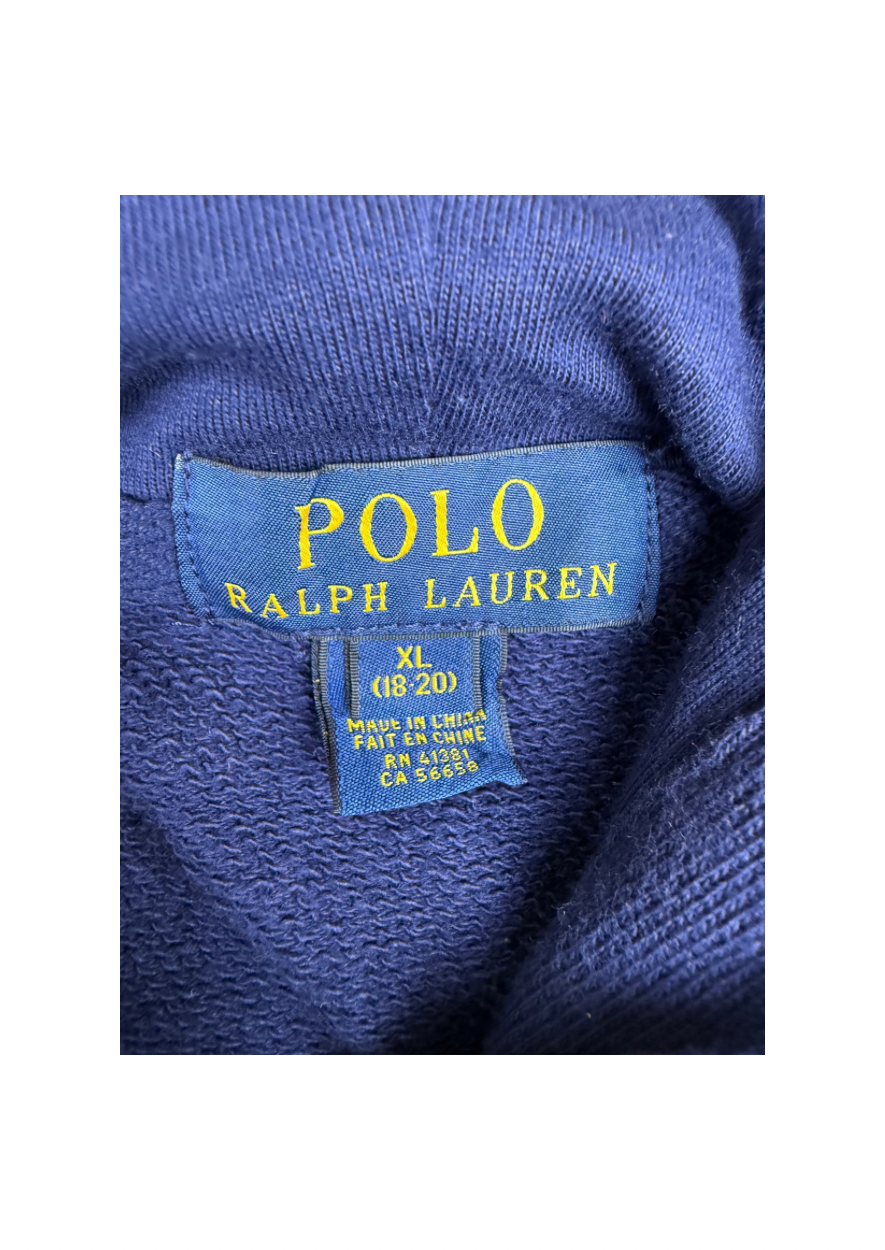 POLO
RALPH LAUREN
XL
(18-20)
MADE IN CHINA
FAIT EN CHINE
RN 41381
CA 56658